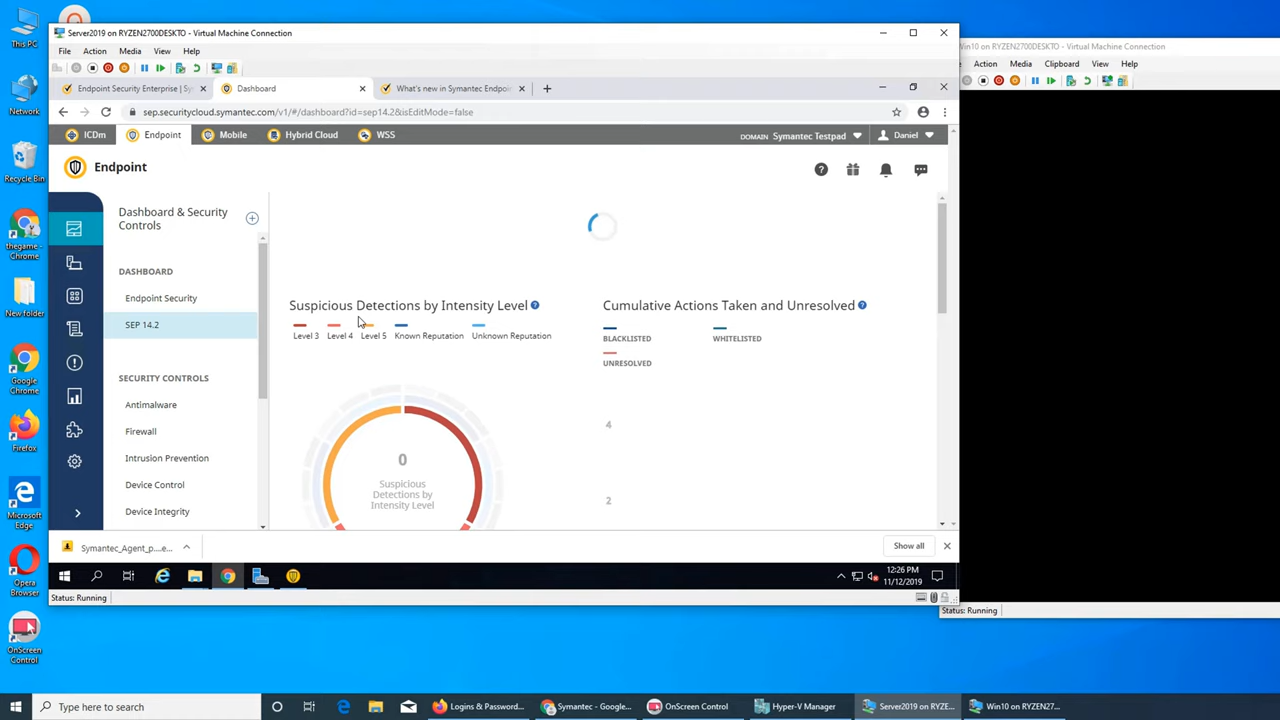 This PC
Network
Recycle Bin
thegame -
Chrome
New folder
Google
Chrome
Firefox
Microsoft
Edge
Opera
Browser
OnScreen
Control
Server2019 on RYZEN2700DESKTO - Virtual Machine Connection
File Action Media View Help
Endpoint Security Enterprise | Sy
Dashboard
What's new in Symantec Endpoi
sep.securitycloud.symantec.com/v1/#/dashboard?id=sep14.2&isEditMode=false
ICDm Endpoint Mobile Hybrid Cloud WSS
DOMAIN Symantec Testpad
Daniel
Endpoint
Dashboard & Security
Controls
DASHBOARD
Endpoint Security
SEP 14.2
SECURITY CONTROLS
Antimalware
Firewall
Intrusion Prevention
Device Control
Device Integrity
Suspicious Detections by Intensity Level
Level 3 Level 4 Level 5 Known Reputation Unknown Reputation
0
Suspicious
Detections by
Intensity Level
Cumulative Actions Taken and Unresolved
BLACKLISTED WHITELISTED
UNRESOLVED
4
2
Symantec_Agent_p....e...
Show all
12:26 PM
11/12/2019
Status: Running
Win10 on RYZEN2700DESKTO - Virtual Machine Connection
Action Media Clipboard View Help
Status: Running
Type here to search
Logins & Password...
Symantec - Google...
OnScreen Control
Hyper-V Manager
Server2019 on RYZE...
Win10 on RYZEN27...